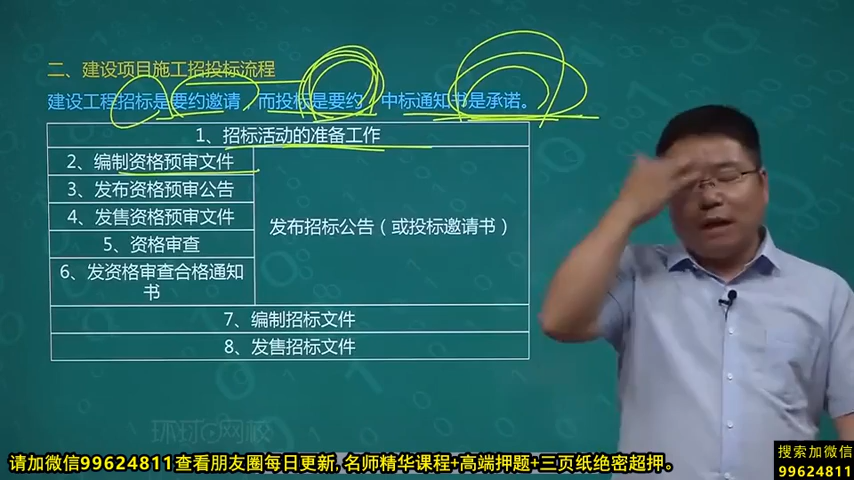 二、建设项目施工招投标流程
建设工程招标是要约邀请，而投标是要约，中标通知书是承诺。
1、招标活动的准备工作
2、编制资格预审文件
3、发布资格预审公告
4、发售资格预审文件
5、资格审查
6、发资格审查合格通知
书
发布招标公告（或投标邀请书）
7、编制招标文件
8、发售招标文件
环球网校
请加微信99624811查看朋友圈每日更新,名师精华课程+高端押题+三页纸绝密超押。
搜索加微信
99624811